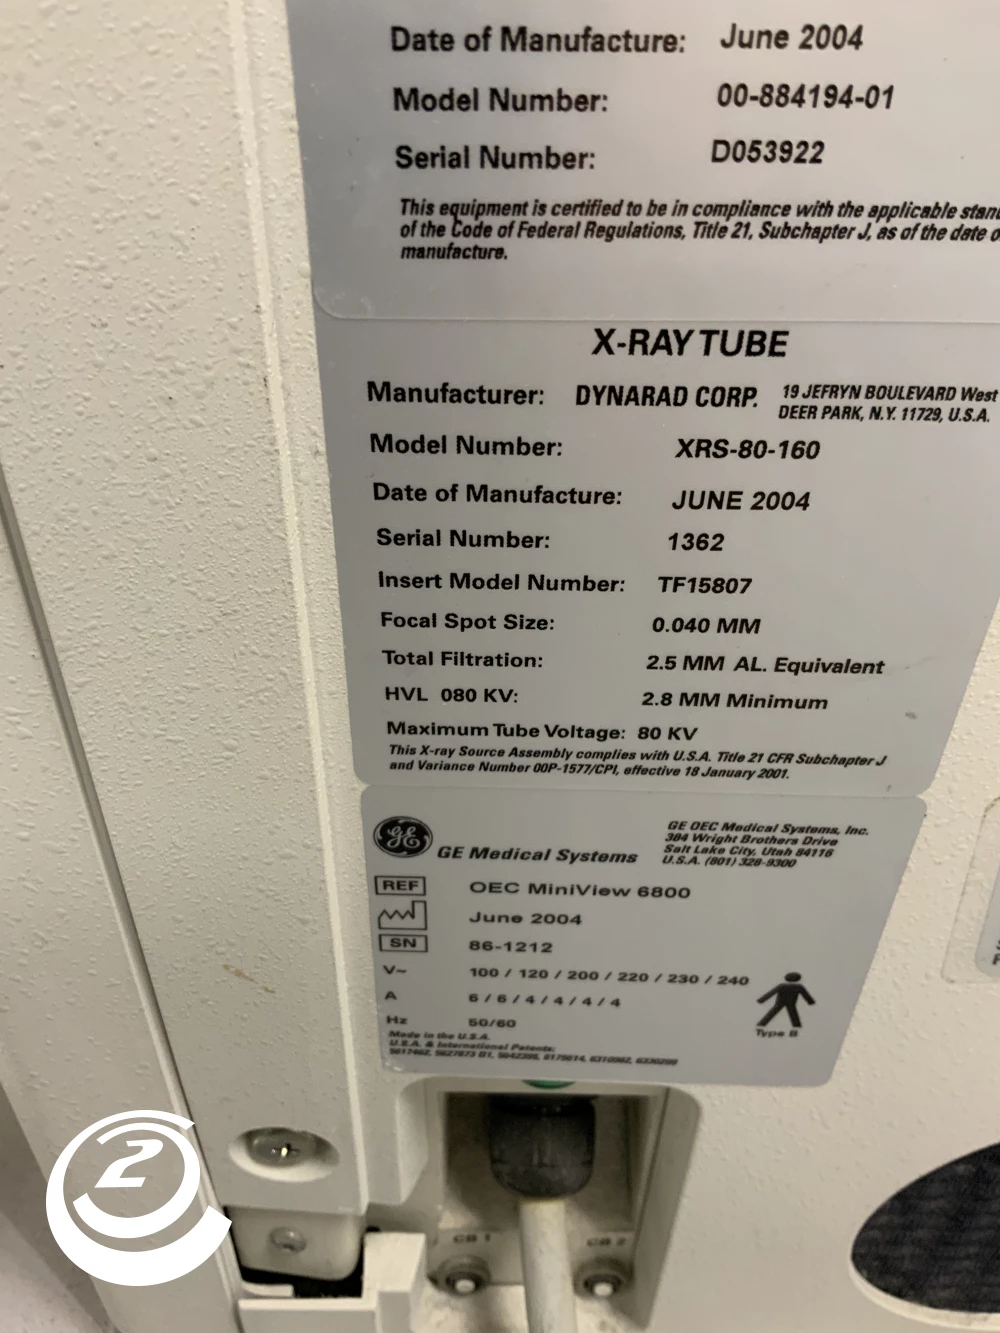 Date of Manufacture: June 2004
Model Number: 00-884194-01
Serial Number: D053922
This equipment is certified to be in compliance with the applicable
of the Code of Federal Regulations, Title 21, Subchapter J, as of the date
manufacture.
X-RAY TUBE
Manufacturer: DYNARAD CORP. 19 JEFRYN BOULEVARD West
DEER PARK, N.Y. 11729, U.S.A.
Model Number: XRS-80-160
Date of Manufacture: JUNE 2004
Serial Number: 1362
Insert Model Number: TF15807
Focal Spot Size: 0.040 MM
Total Filtration: 2.5 MM AL. Equivalent
HVL 080 KV: 2.8 MM Minimum
Maximum Tube Voltage: 80 KV
This X-ray Source Assembly complies with U.S.A. Title 21 CFR Subchapter J
and Variance Number 00P-1577/CPI, effective 18 January 2001.
GE
GE Medical Systems
GE OEC Medical Systems, Inc.
384 Wright Brothers Drive
Salt Lake City, Utah 84116
U.S.A. (801) 328-9300
REF OEC MiniView 6800
June 2004
SN 86-1212
V~ 100 / 120 / 200 / 220 / 230 / 240
A 6 / 6 / 4 / 4 / 4 / 4
Hz 50/60
Type B
Made in the U.S.A.
U.S.A. & International Patents:
CB 1
CB 2
2